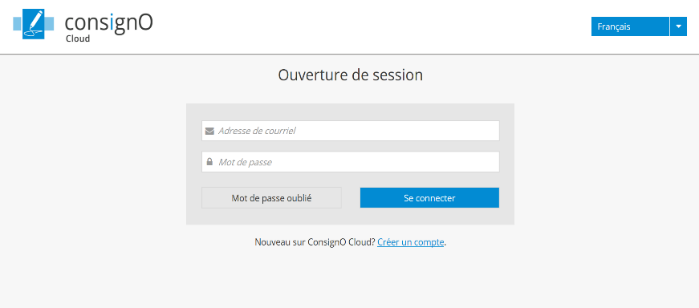 consignO
Cloud
Français
Ouverture de session
Adresse de courriel
Mot de passe
Mot de passe oublié
Se connecter
Nouveau sur ConsignO Cloud? Créer un compte.